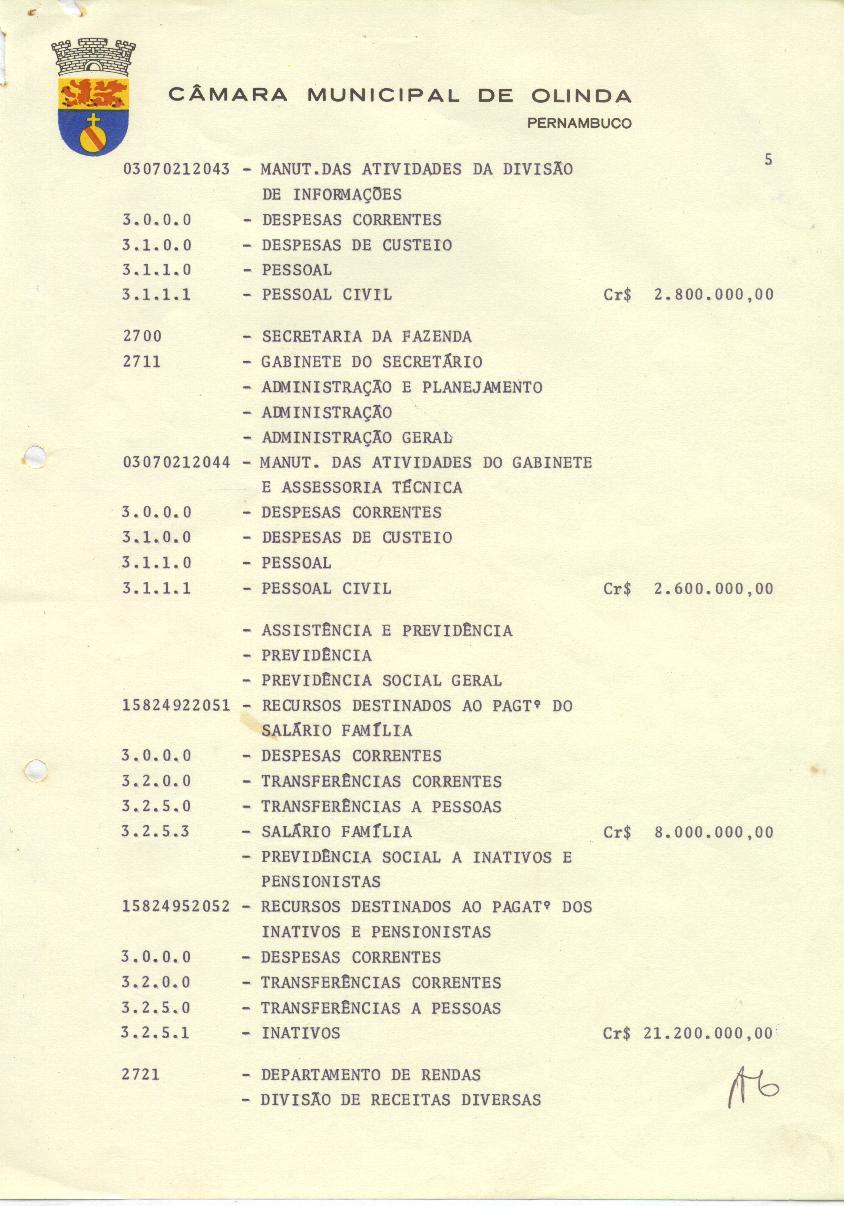 CÂMARA MUNICIPAL DE OLINDA
PERNAMBUCO
5
03070212043 - MANUT.DAS ATIVIDADES DA DIVISÃO
DE INFORMAÇÕES
3.0.0.0 - DESPESAS CORRENTES
3.1.0.0 - DESPESAS DE CUSTEIO
3.1.1.0 - PESSOAL
3.1.1.1 - PESSOAL CIVIL Cr$ 2.800.000,00
2700 - SECRETARIA DA FAZENDA
2711 - GABINETE DO SECRETÁRIO
- ADMINISTRAÇÃO E PLANEJAMENTO
- ADMINISTRAÇÃO
- ADMINISTRAÇÃO GERAL
03070212044 - MANUT. DAS ATIVIDADES DO GABINETE
E ASSESSORIA TÉCNICA
3.0.0.0 - DESPESAS CORRENTES
3.1.0.0 - DESPESAS DE CUSTEIO
3.1.1.0 - PESSOAL
3.1.1.1 - PESSOAL CIVIL Cr$ 2.600.000,00
- ASSISTÊNCIA E PREVIDÊNCIA
- PREVIDÊNCIA
- PREVIDÊNCIA SOCIAL GERAL
15824922051 - RECURSOS DESTINADOS AO PAGTº DO
SALÁRIO FAMÍLIA
3.0.0.0 - DESPESAS CORRENTES
3.2.0.0 - TRANSFERÊNCIAS CORRENTES
3.2.5.0 - TRANSFERÊNCIAS A PESSOAS
3.2.5.3 - SALÁRIO FAMÍLIA Cr$ 8.000.000,00
- PREVIDÊNCIA SOCIAL A INATIVOS E
PENSIONISTAS
15824952052 - RECURSOS DESTINADOS AO PAGATº DOS
INATIVOS E PENSIONISTAS
3.0.0.0 - DESPESAS CORRENTES
3.2.0.0 - TRANSFERÊNCIAS CORRENTES
3.2.5.0 - TRANSFERÊNCIAS A PESSOAS
3.2.5.1 - INATIVOS Cr$ 21.200.000,00
2721 - DEPARTAMENTO DE RENDAS
- DIVISÃO DE RECEITAS DIVERSAS